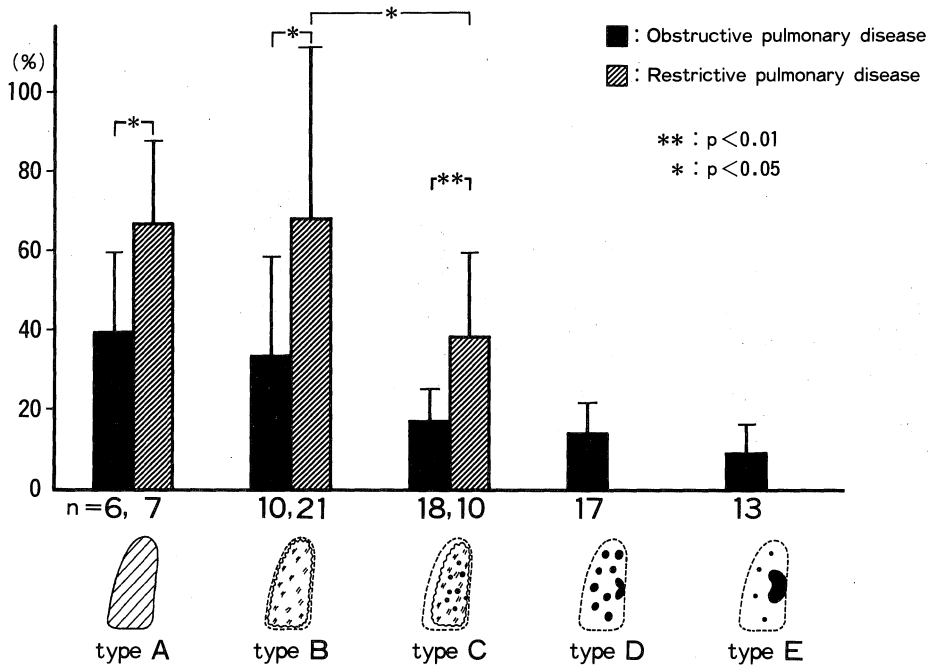 (%)
100
80
60
40
20
0
*
*
*
**
: Obstructive pulmonary disease
: Restrictive pulmonary disease
** : p<0.01
* : p<0.05
n=6, 7
10,21
18,10
17
13
type A
type B
type C
type D
type E